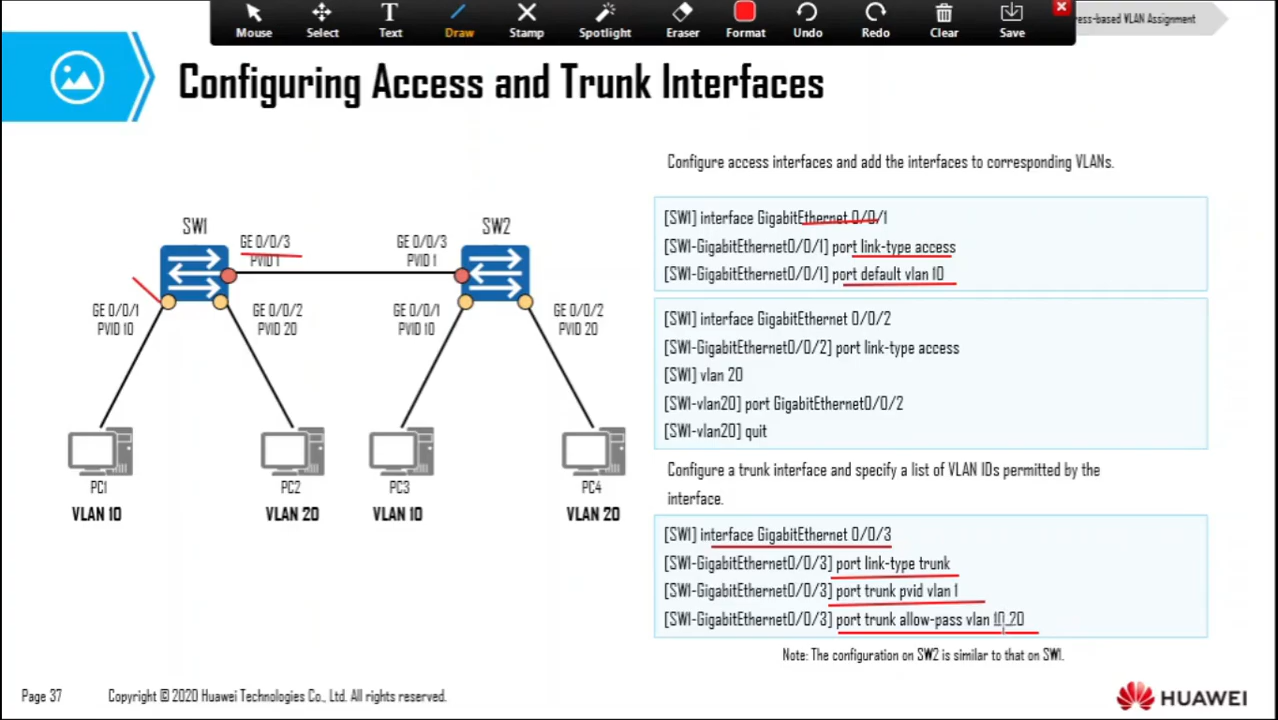 Mouse Select Text Draw Stamp Spotlight Eraser Format Undo Redo Clear Save
ress-based VLAN Assignment
Configuring Access and Trunk Interfaces
Configure access interfaces and add the interfaces to corresponding VLANs.
[SW1] interface GigabitEthernet 0/0/1
[SW1-GigabitEthernet0/0/1] port link-type access
[SW1-GigabitEthernet0/0/1] port default vlan 10
[SW1] interface GigabitEthernet 0/0/2
[SW1-GigabitEthernet0/0/2] port link-type access
[SW1] vlan 20
[SW1-vlan20] port GigabitEthernet0/0/2
[SW1-vlan20] quit
Configure a trunk interface and specify a list of VLAN IDs permitted by the
interface.
[SW1] interface GigabitEthernet 0/0/3
[SW1-GigabitEthernet0/0/3] port link-type trunk
[SW1-GigabitEthernet0/0/3] port trunk pvid vlan 1
[SW1-GigabitEthernet0/0/3] port trunk allow-pass vlan 10 20
Note: The configuration on SW2 is similar to that on SW1.
SW1
SW2
GE 0/0/3
PVID 1
GE 0/0/3
PVID 1
GE 0/0/1
PVID 10
GE 0/0/2
PVID 20
GE 0/0/1
PVID 10
GE 0/0/2
PVID 20
PC1
VLAN 10
PC2
VLAN 20
PC3
VLAN 10
PC4
VLAN 20
Page 37
Copyright © 2020 Huawei Technologies Co., Ltd. All rights reserved.
HUAWEI